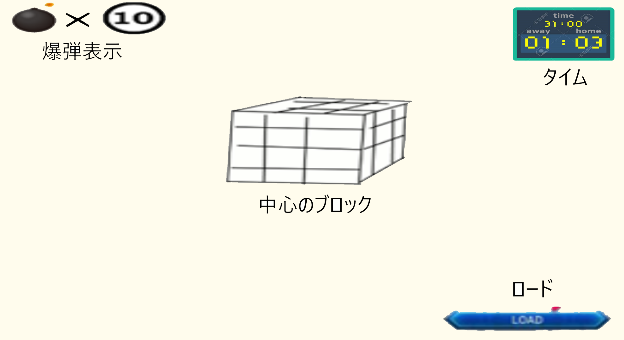 × 10
爆弾表示
time
31:00
away home
01 : 03
タイム
中心のブロック
ロード
LOAD